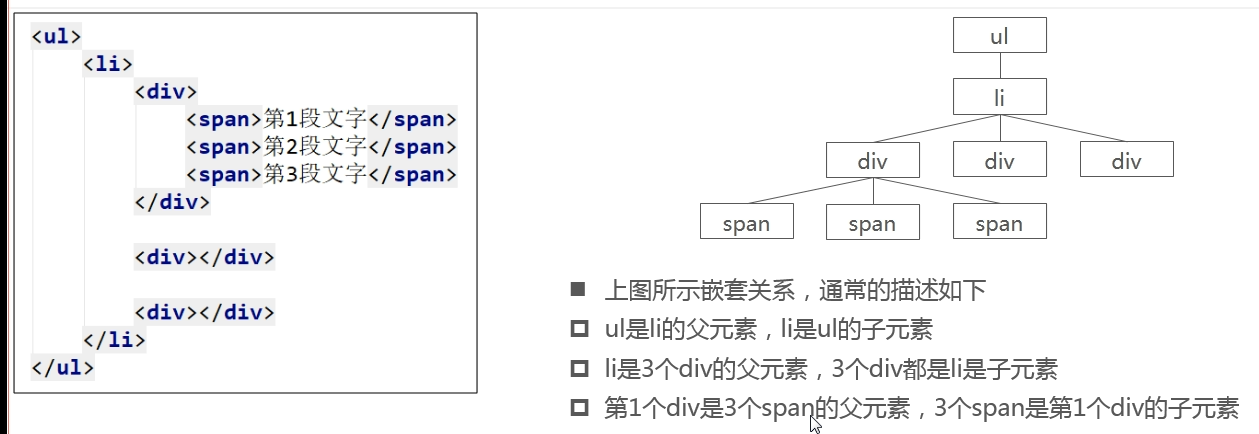 <ul>
<li>
<div>
<span>第1段文字</span>
<span>第2段文字</span>
<span>第3段文字</span>
</div>
<div></div>
<div></div>
</li>
</ul>
ul
li
div div div
span span span
上图所示嵌套关系，通常的描述如下
ul是li的父元素，li是ul的子元素
li是3个div的父元素，3个div都是li是子元素
第1个div是3个span的父元素，3个span是第1个div的子元素